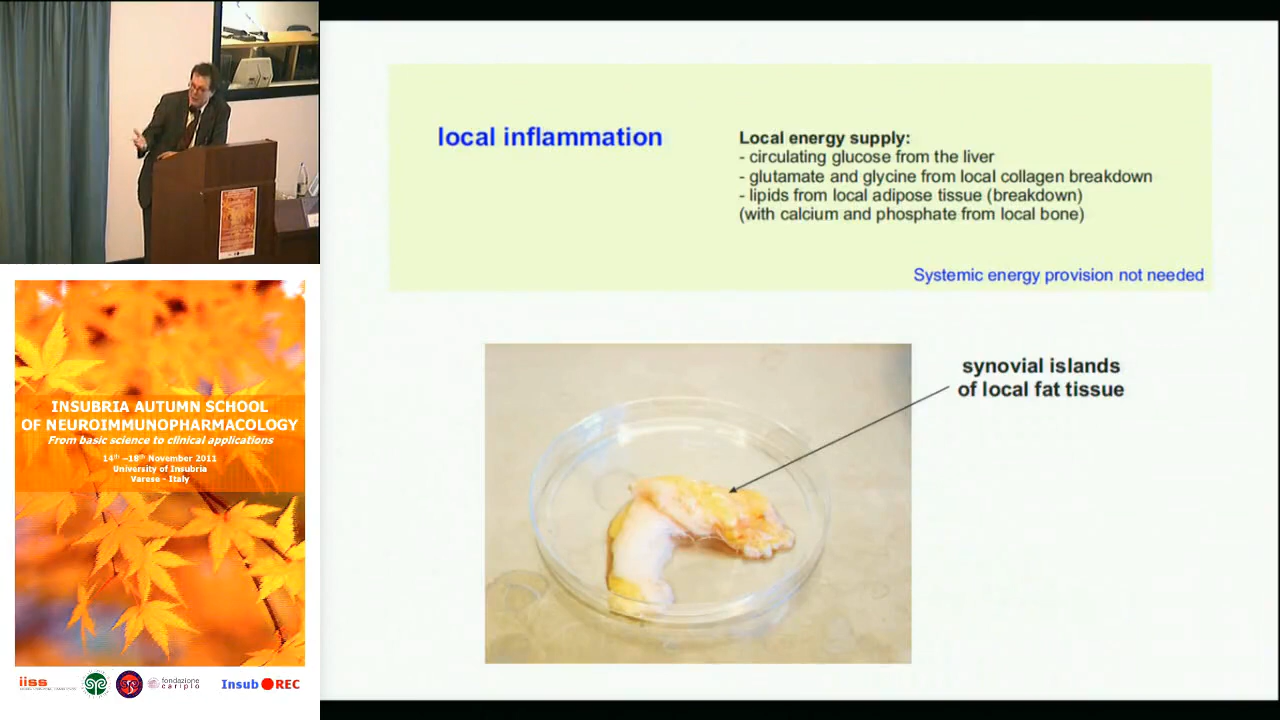 local inflammation
Local energy supply:
- circulating glucose from the liver
- glutamate and glycine from local collagen breakdown
- lipids from local adipose tissue (breakdown)
(with calcium and phosphate from local bone)
Systemic energy provision not needed
synovial islands
of local fat tissue
INSUBRIA AUTUMN SCHOOL
OF NEUROIMMUNOPHARMACOLOGY
From basic science to clinical applications
14th –18th November 2011
University of Insubria
Varese - Italy
iiss
fondazione
cariplo
Insub REC